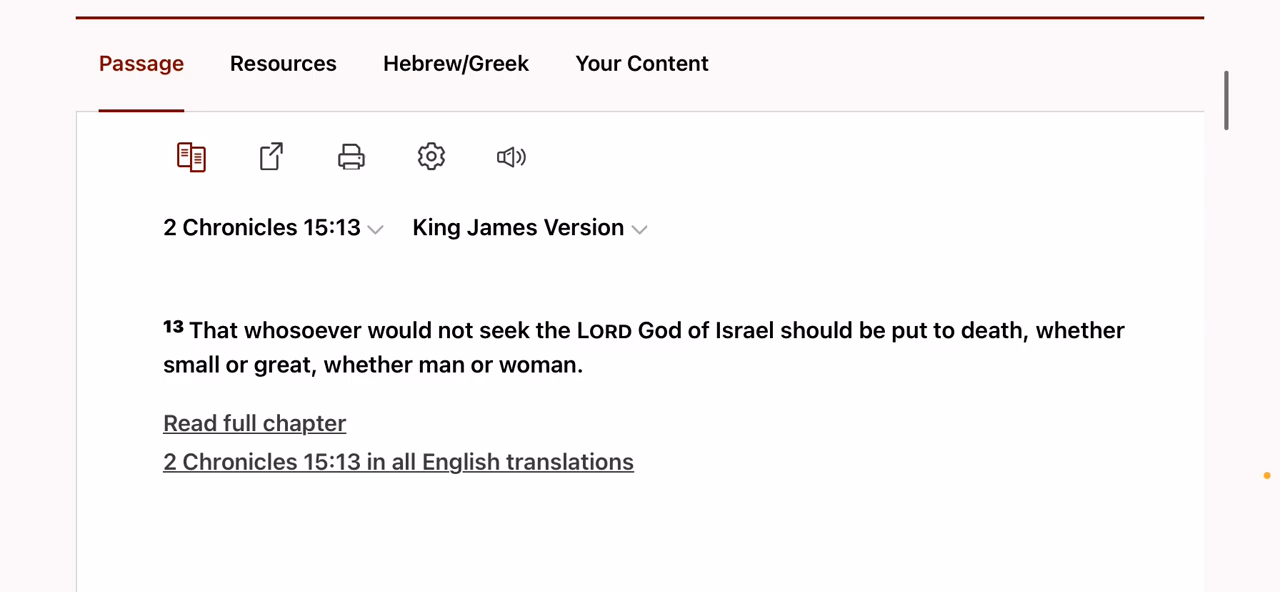 Passage Resources Hebrew/Greek Your Content
2 Chronicles 15:13 King James Version
13 That whosoever would not seek the LORD God of Israel should be put to death, whether
small or great, whether man or woman.
Read full chapter
2 Chronicles 15:13 in all English translations